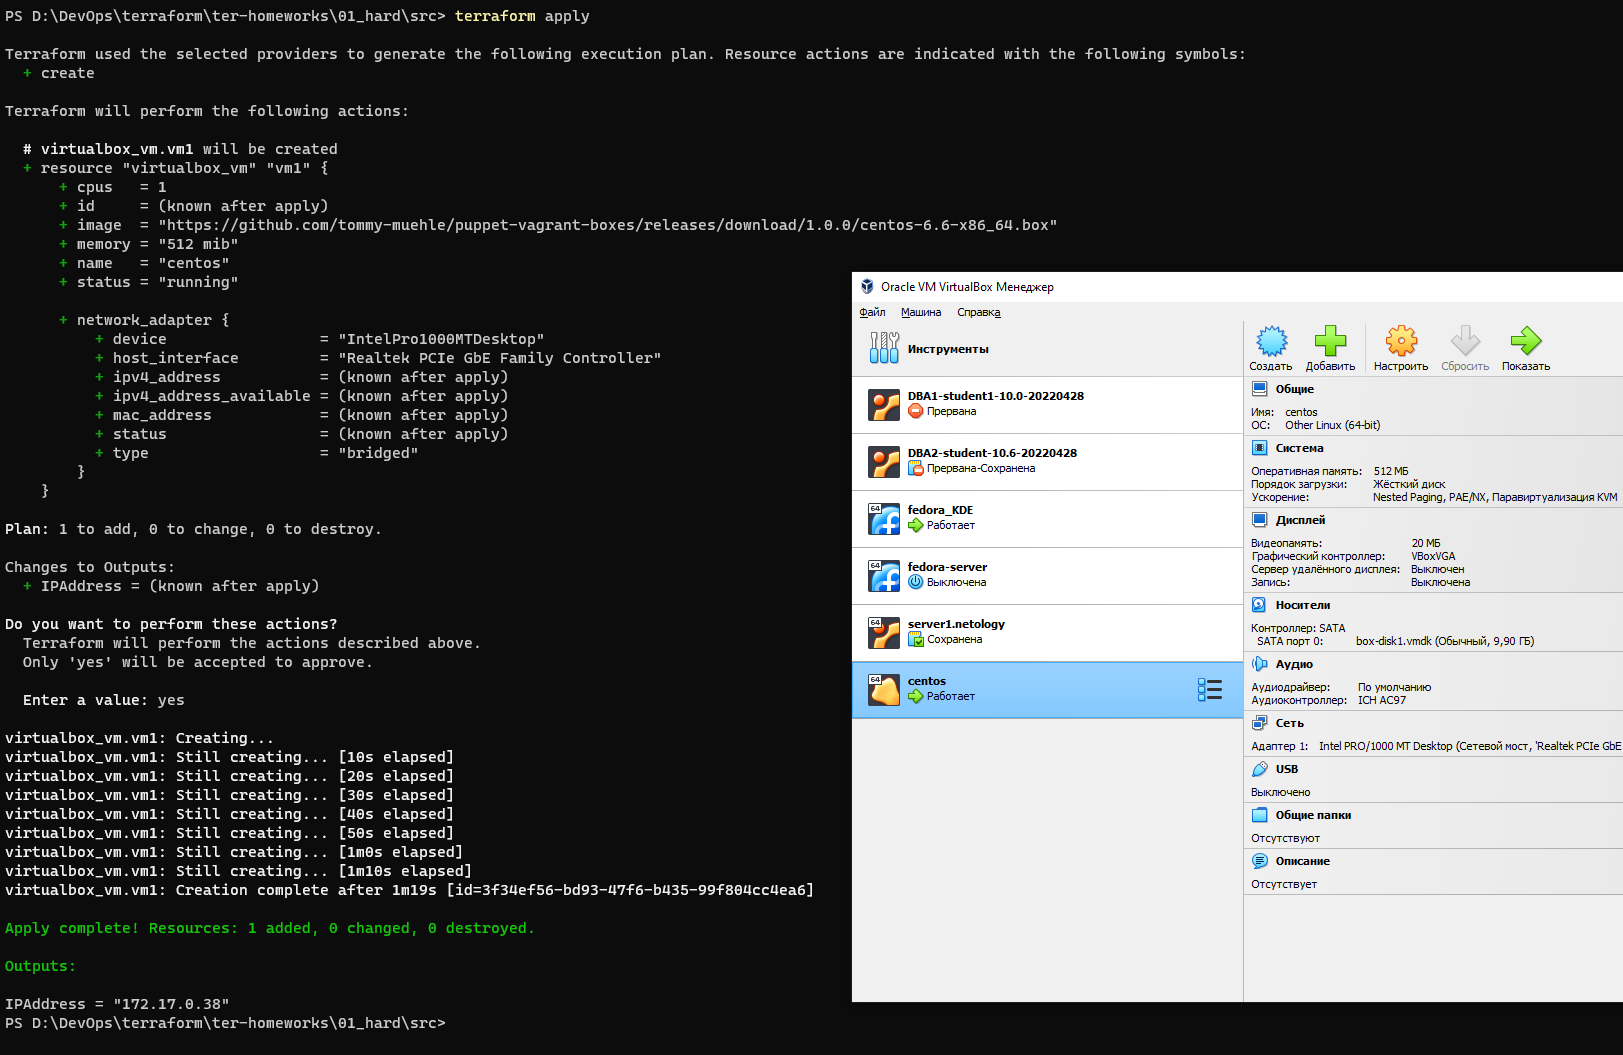 PS D:\DevOps\terraform\ter-homeworks\01_hard\src> terraform apply

Terraform used the selected providers to generate the following execution plan. Resource actions are indicated with the following symbols:
  + create

Terraform will perform the following actions:

  # virtualbox_vm.vm1 will be created
  + resource "virtualbox_vm" "vm1" {
      + cpus   = 1
      + id     = (known after apply)
      + image  = "https://github.com/tommy-muehle/puppet-vagrant-boxes/releases/download/1.0.0/centos-6.6-x86_64.box"
      + memory = "512 mib"
      + name   = "centos"
      + status = "running"

      + network_adapter {
          + device                 = "IntelPro1000MTDesktop"
          + host_interface         = "Realtek PCIe GbE Family Controller"
          + ipv4_address           = (known after apply)
          + ipv4_address_available = (known after apply)
          + mac_address            = (known after apply)
          + status                 = (known after apply)
          + type                   = "bridged"
        }
    }

Plan: 1 to add, 0 to change, 0 to destroy.

Changes to Outputs:
  + IPAddress = (known after apply)

Do you want to perform these actions?
  Terraform will perform the actions described above.
  Only 'yes' will be accepted to approve.

  Enter a value: yes

virtualbox_vm.vm1: Creating...
virtualbox_vm.vm1: Still creating... [10s elapsed]
virtualbox_vm.vm1: Still creating... [20s elapsed]
virtualbox_vm.vm1: Still creating... [30s elapsed]
virtualbox_vm.vm1: Still creating... [40s elapsed]
virtualbox_vm.vm1: Still creating... [50s elapsed]
virtualbox_vm.vm1: Still creating... [1m0s elapsed]
virtualbox_vm.vm1: Still creating... [1m10s elapsed]
virtualbox_vm.vm1: Creation complete after 1m19s [id=3f34ef56-bd93-47f6-b435-99f804cc4ea6]

Apply complete! Resources: 1 added, 0 changed, 0 destroyed.

Outputs:

IPAddress = "172.17.0.38"
PS D:\DevOps\terraform\ter-homeworks\01_hard\src>

Oracle VM VirtualBox Менеджер
Файл Машина Справка
Инструменты
DBA1-student1-10.0-20220428
Прервана
DBA2-student-10.6-20220428
Прервана-Сохранена
64 fedora_KDE
Работает
64 fedora-server
Выключена
64 server1.netology
Сохранена
64 centos
Работает
Создать Добавить Настроить Сбросить Показать
Общие
Имя: centos
ОС: Other Linux (64-bit)
Система
Оперативная память: 512 МБ
Порядок загрузки: Жёсткий диск
Ускорение: Nested Paging, PAE/NX, Паравиртуализация KVM
Дисплей
Видеопамять: 20 МБ
Графический контроллер: VBoxVGA
Сервер удалённого дисплея: Выключен
Запись: Выключена
Носители
Контроллер: SATA
SATA порт 0: box-disk1.vmdk (Обычный, 9,90 ГБ)
Аудио
Аудиодрайвер: По умолчанию
Аудиоконтроллер: ICH AC97
Сеть
Адаптер 1: Intel PRO/1000 MT Desktop (Сетевой мост, 'Realtek PCIe GbE
USB
Выключено
Общие папки
Отсутствуют
Описание
Отсутствует